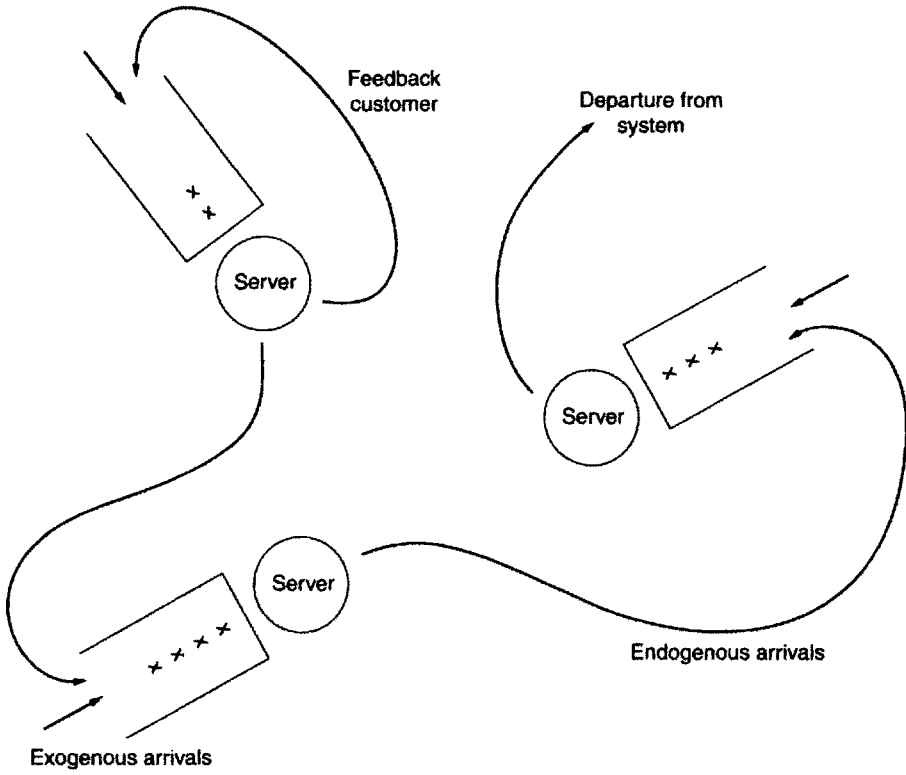 Feedback
customer
Departure from
system
Server
Server
Server
Endogenous arrivals
Exogenous arrivals